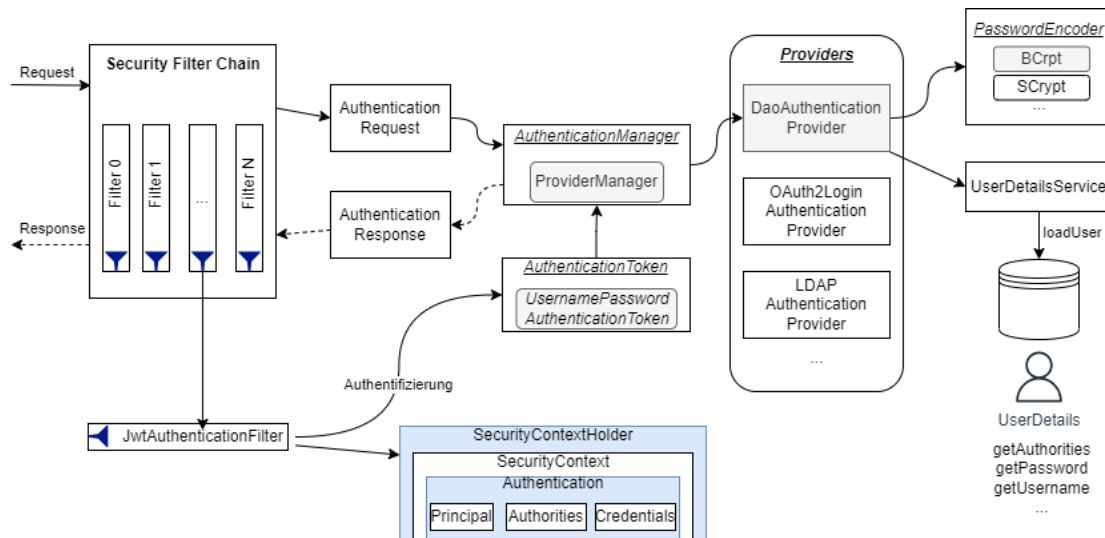 Request
Security Filter Chain
Filter 0
Filter 1
...
Filter N
Response
Authentication
Request
Authentication
Response
AuthenticationManager
ProviderManager
AuthenticationToken
UsernamePassword
AuthenticationToken
Authentifizierung
JwtAuthenticationFilter
SecurityContextHolder
SecurityContext
Authentication
Principal
Authorities
Credentials
Providers
DaoAuthentication
Provider
OAuth2Login
Authentication
Provider
LDAP
Authentication
Provider
...
PasswordEncoder
BCrpt
SCrypt
...
UserDetailsService
loadUser
UserDetails
getAuthorities
getPassword
getUsername
...